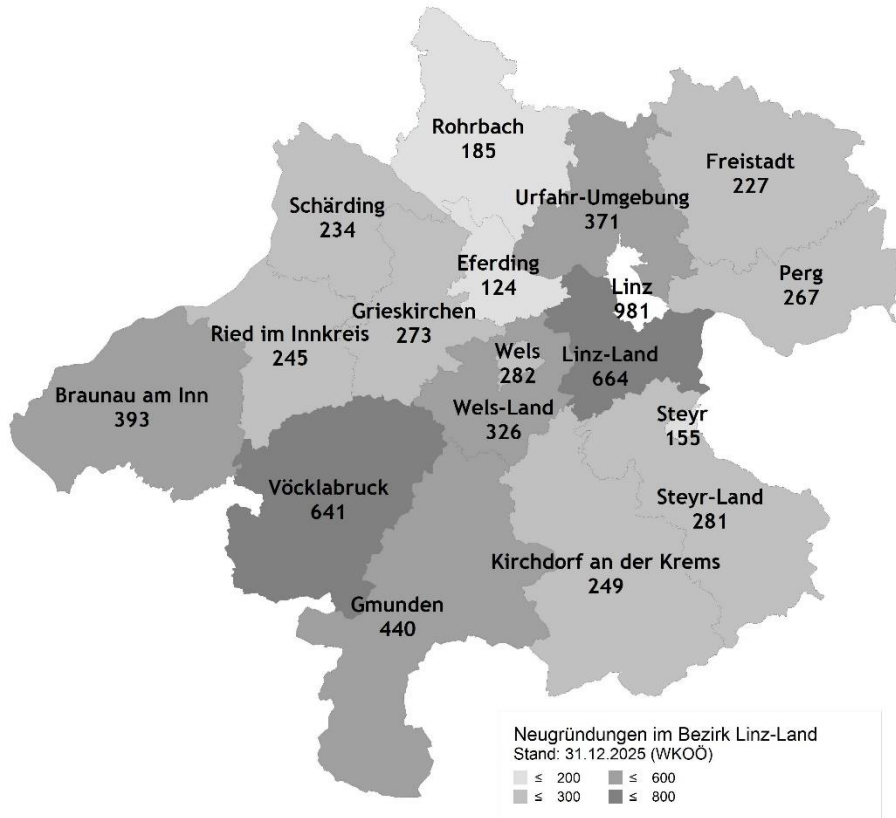 Rohrbach
185
Freistadt
227
Urfahr-Umgebung
371
Schärding
234
Eferding
124
Linz
981
Perg
267
Grieskirchen
273
Ried im Innkreis
245
Wels
282
Linz-Land
664
Braunau am Inn
393
Wels-Land
326
Steyr
155
Vöcklabruck
641
Steyr-Land
281
Kirchdorf an der Krems
249
Gmunden
440
Neugründungen im Bezirk Linz-Land
Stand: 31.12.2025 (WKOÖ)
≤ 200 ≤ 600
≤ 300 ≤ 800